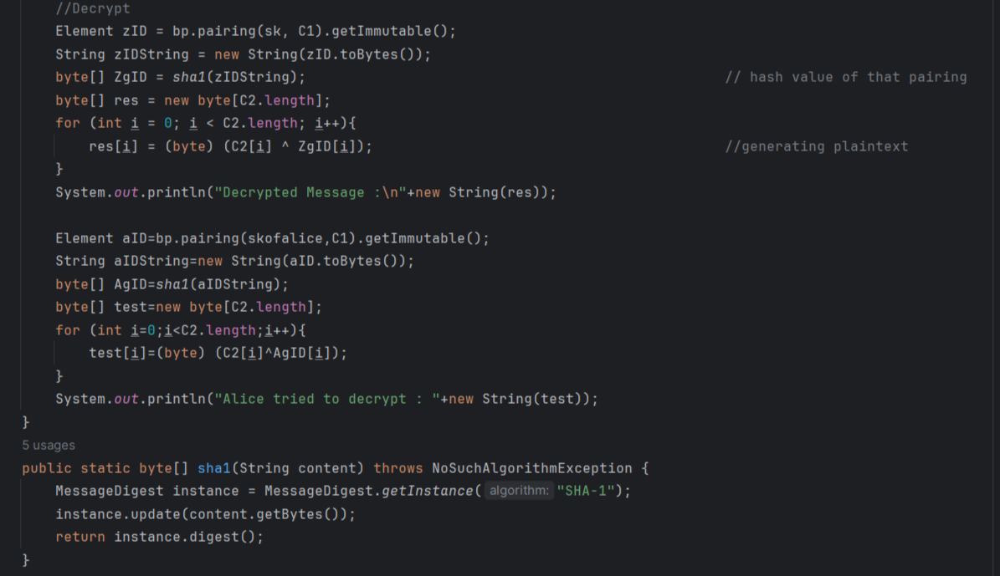 //Decrypt
Element zID = bp.pairing(sk, C1).getImmutable();
String zIDString = new String(zID.toBytes());
byte[] ZgID = sha1(zIDString); // hash value of that pairing
byte[] res = new byte[C2.length];
for (int i = 0; i < C2.length; i++){
res[i] = (byte) (C2[i] ^ ZgID[i]); //generating plaintext
}
System.out.println("Decrypted Message :\n"+new String(res));
Element aID=bp.pairing(skofalice,C1).getImmutable();
String aIDString=new String(aID.toBytes());
byte[] AgID=sha1(aIDString);
byte[] test=new byte[C2.length];
for (int i=0;i<C2.length;i++){
test[i]=(byte) (C2[i]^AgID[i]);
}
System.out.println("Alice tried to decrypt : "+new String(test));
}
5 usages
public static byte[] sha1(String content) throws NoSuchAlgorithmException {
MessageDigest instance = MessageDigest.getInstance( algorithm: "SHA-1");
instance.update(content.getBytes());
return instance.digest();
}